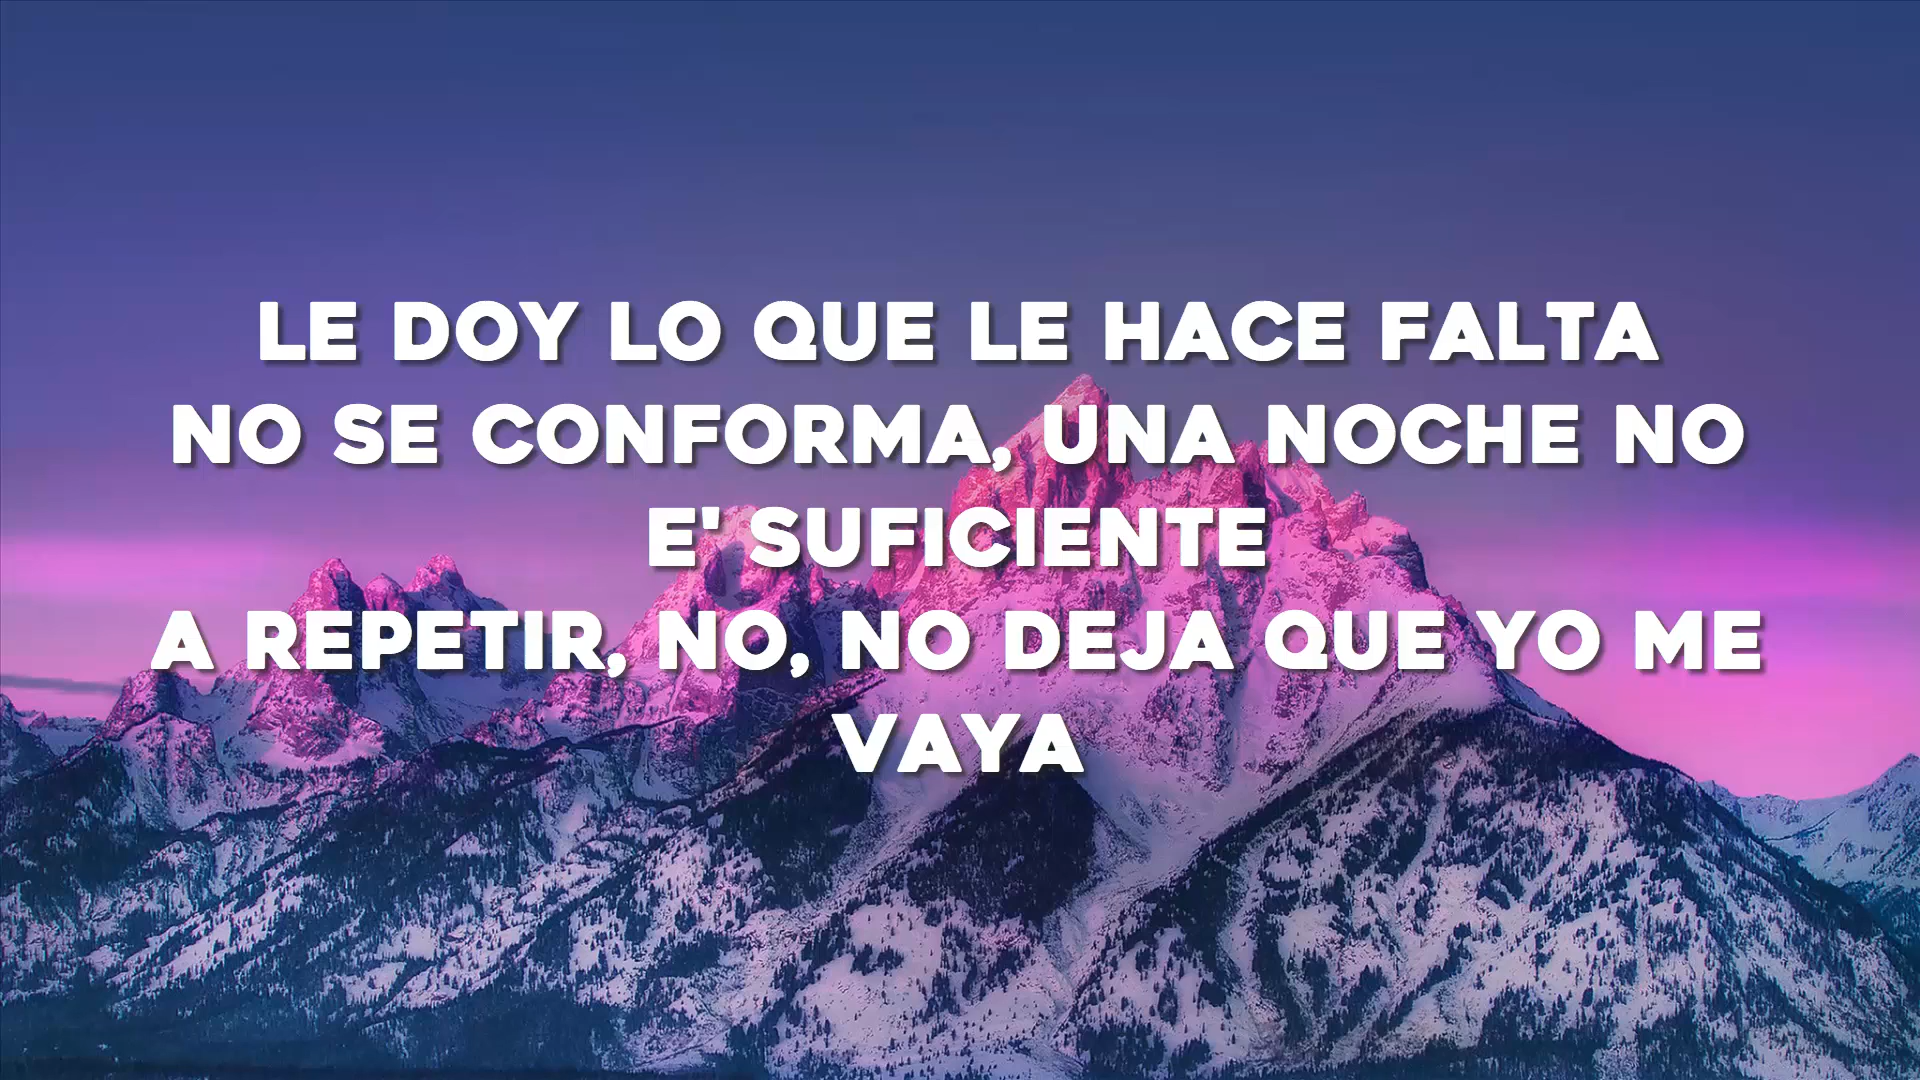 LE DOY LO QUE LE HACE FALTA
NO SE CONFORMA, UNA NOCHE NO
E' SUFICIENTE
A REPETIR, NO, NO DEJA QUE YO ME
VAYA